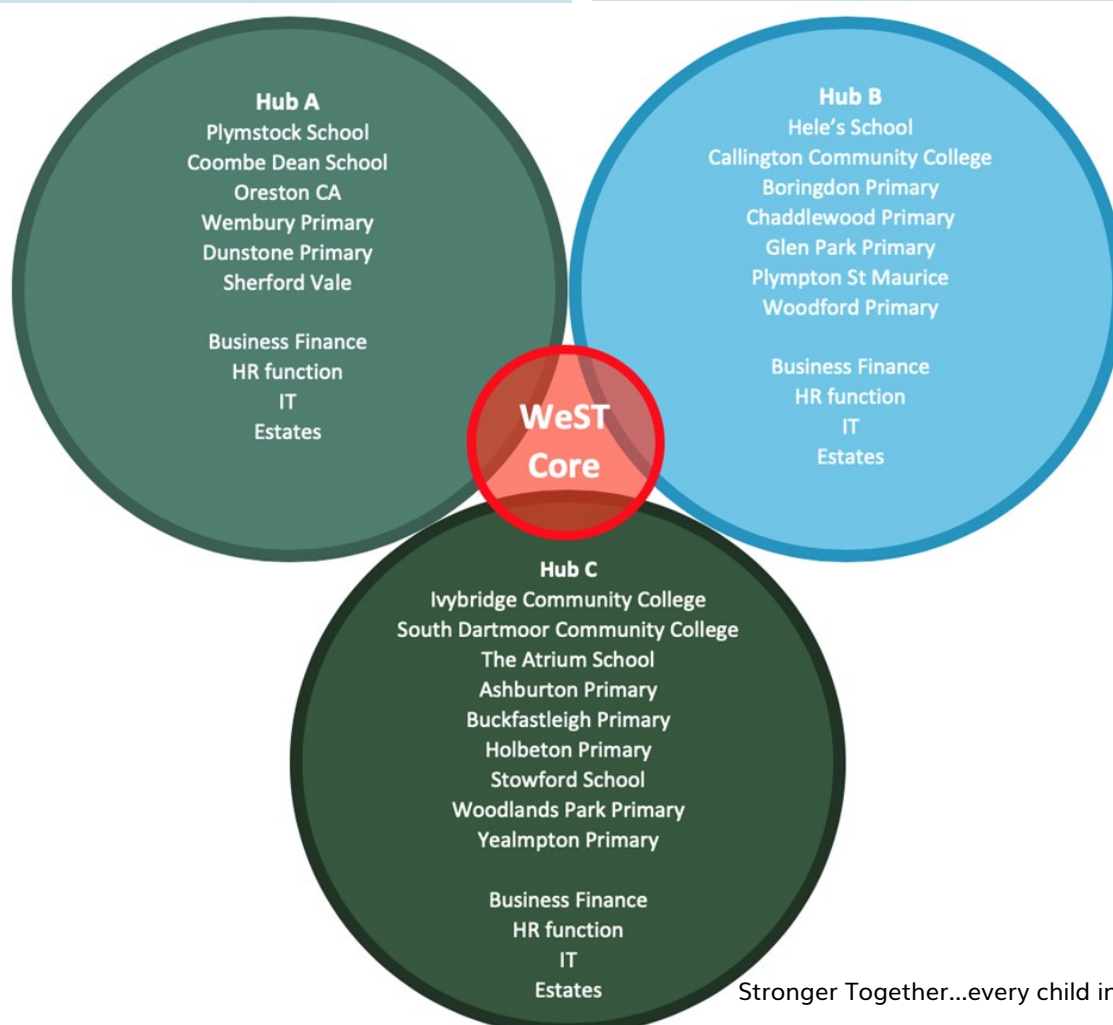 Hub A
Plymstock School
Coombe Dean School
Oreston CA
Wembury Primary
Dunstone Primary
Sherford Vale
Business Finance
HR function
IT
Estates
Hub B
Hele's School
Callington Community College
Boringdon Primary
Chaddlewood Primary
Glen Park Primary
Plympton St Maurice
Woodford Primary
Business Finance
HR function
IT
Estates
WeST
Core
Hub C
Ivybridge Community College
South Dartmoor Community College
The Atrium School
Ashburton Primary
Buckfastleigh Primary
Holbeton Primary
Stowford School
Woodlands Park Primary
Yealmpton Primary
Business Finance
HR function
IT
Estates
Stronger Together...every child in